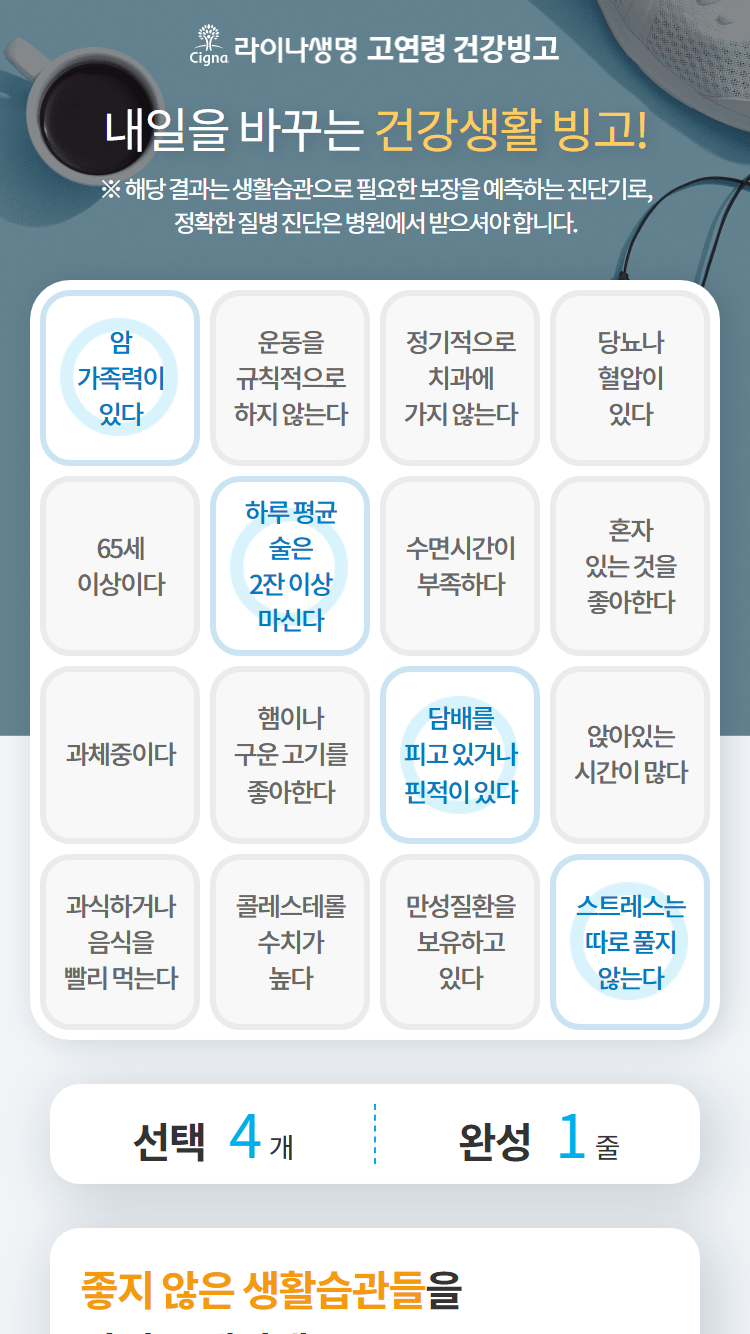 Cigna 라이나생명 고연령 건강빙고
내일을 바꾸는 건강생활 빙고!
※ 해당 결과는 생활습관으로 필요한 보장을 예측하는 진단기로,
정확한 질병 진단은 병원에서 받으셔야 합니다.
암
가족력이
있다
운동을
규칙적으로
하지 않는다
정기적으로
치과에
가지 않는다
당뇨나
혈압이
있다
65세
이상이다
하루 평균
술은
2잔 이상
마신다
수면시간이
부족하다
혼자
있는 것을
좋아한다
과체중이다
햄이나
구운 고기를
좋아한다
담배를
피고 있거나
핀적이 있다
앉아있는
시간이 많다
과식하거나
음식을
빨리 먹는다
콜레스테롤
수치가
높다
만성질환을
보유하고
있다
스트레스는
따로 풀지
않는다
선택 4 개
완성 1 줄
좋지 않은 생활습관들을